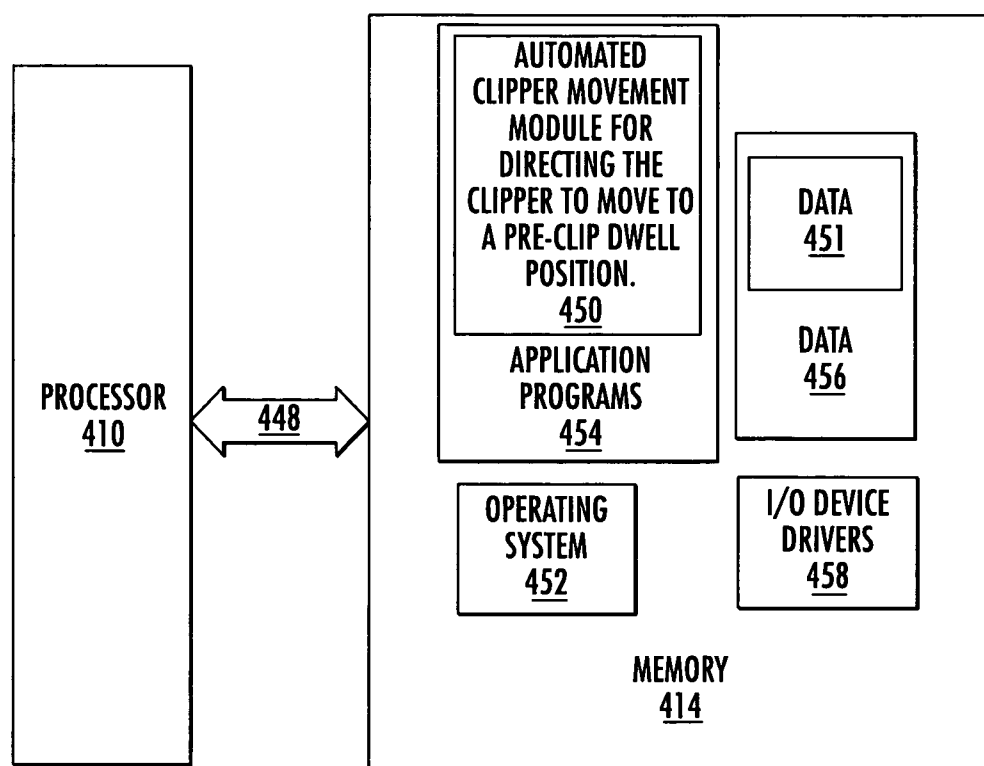 PROCESSOR
410
448
AUTOMATED
CLIPPER MOVEMENT
MODULE FOR
DIRECTING THE
CLIPPER TO MOVE TO
A PRE-CLIP DWELL
POSITION.
450
APPLICATION
PROGRAMS
454
DATA
451
DATA
456
OPERATING
SYSTEM
452
I/O DEVICE
DRIVERS
458
MEMORY
414